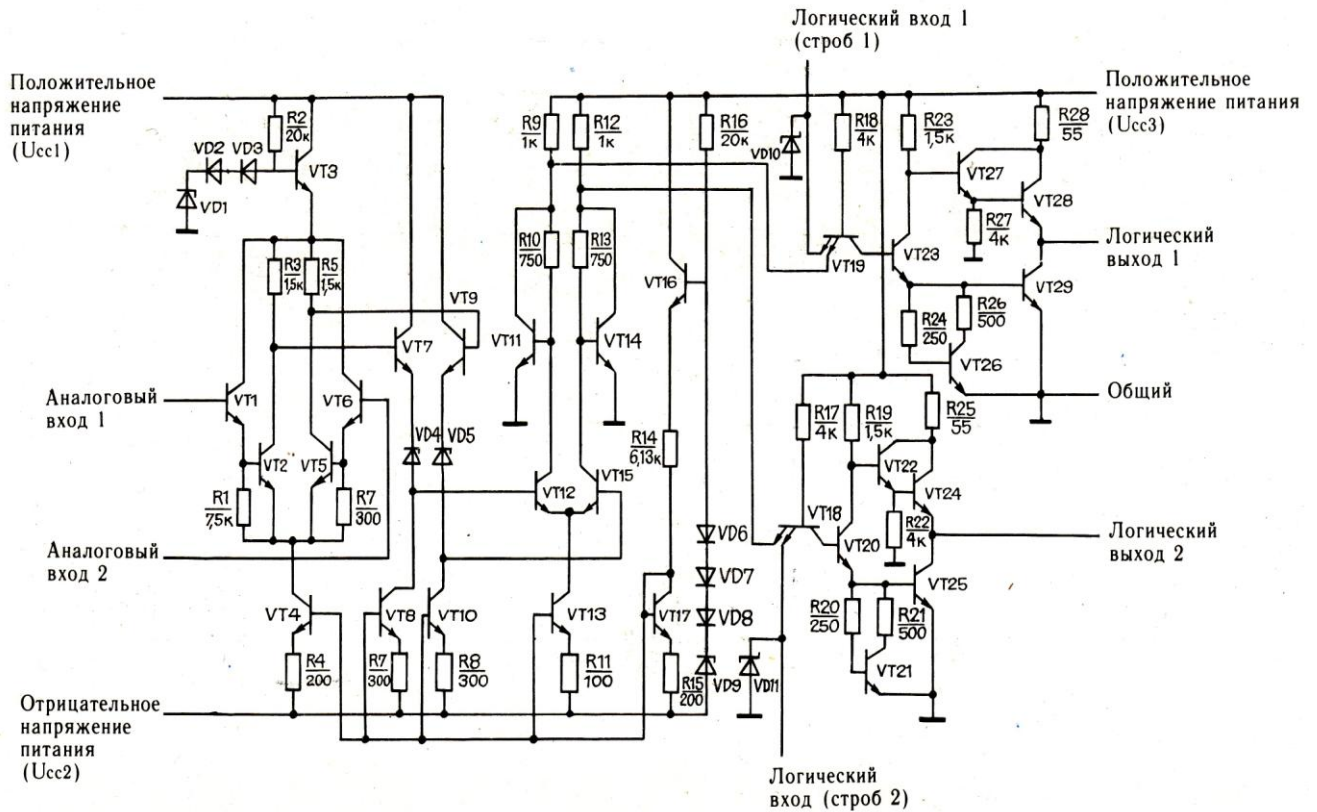 Логический вход 1
(строб 1)
Положительное
напряжение
питания
(Ucc1)
Положительное
напряжение питания
(Ucc3)
R2
20к
VD2
VD3
VT3
VD1
R9
1к
R12
1к
R16
20к
VD10
R18
4к
R23
1,5к
R28
55
VT27
VT28
R27
4к
Логический
выход 1
R3
1,5к
R5
1,5к
VT9
R10
750
R13
750
VT16
VT19
VT23
VT29
R24
250
R26
500
VT7
VT11
VT14
VT26
Аналоговый
вход 1
VT1
VT6
Общий
VD4
VD5
R14
6,13к
R17
4к
R19
1,5к
R25
55
VT2
VT5
VT12
VT15
VT22
VT24
R1
7,5к
R7
300
VT18
VT20
R22
4к
Аналоговый
вход 2
VD6
VD7
VD8
VD9
Логический
выход 2
VT25
VT4
VT8
VT10
VT13
VT17
R20
250
R21
500
VT21
R4
200
R7
300
R8
300
R11
100
R15
200
VD11
Отрицательное
напряжение
питания
(Ucc2)
Логический
вход (строб 2)